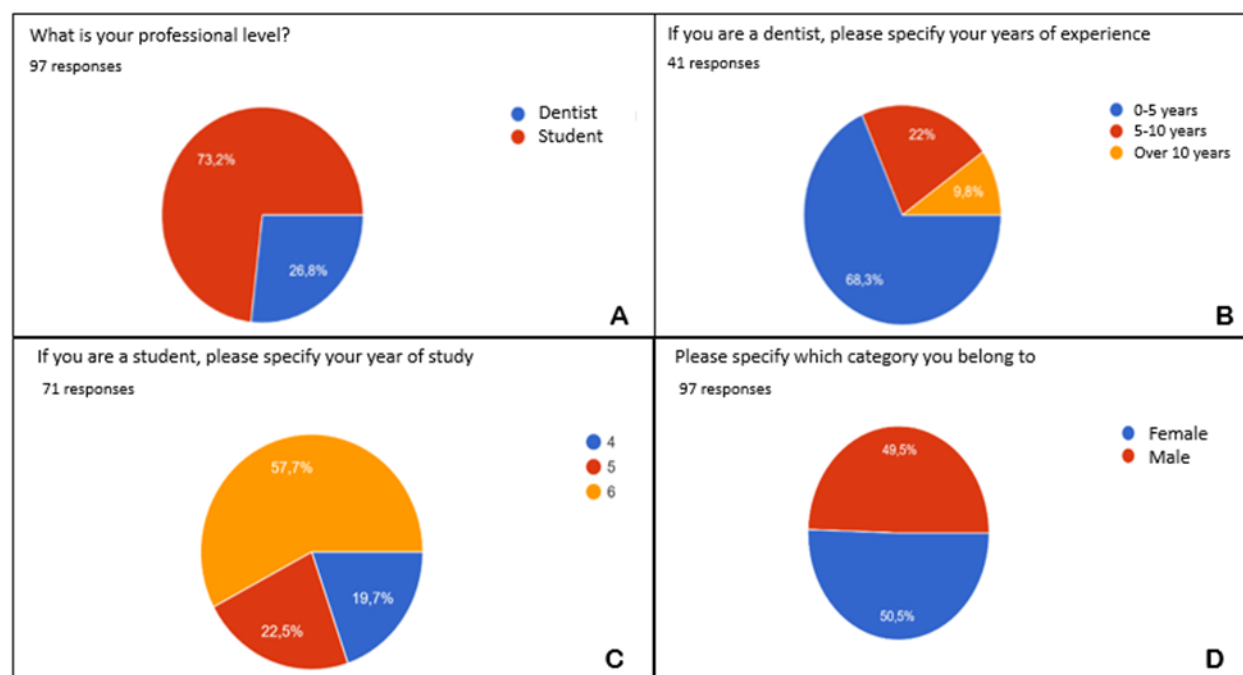 What is your professional level?
97 responses
Dentist
Student
73,2%
26,8%
A
If you are a dentist, please specify your years of experience
41 responses
0-5 years
5-10 years
Over 10 years
22%
9,8%
68,3%
B
If you are a student, please specify your year of study
71 responses
4
5
6
57,7%
19,7%
22,5%
C
Please specify which category you belong to
97 responses
Female
Male
49,5%
50,5%
D